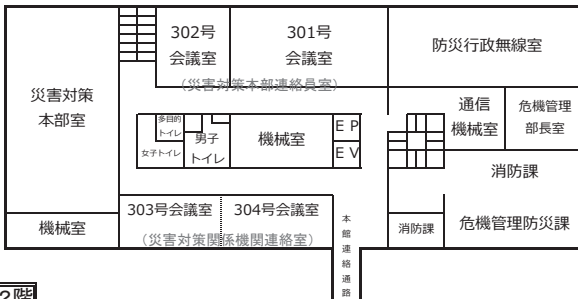 302号
会議室
301号
会議室
防災行政無線室
(災害対策本部連絡員室)
災害対策
本部室
通信
機械室
危機管理
部長室
多目的
トイレ
女子トイレ
男子
トイレ
機械室
EP
EV
消防課
303号会議室
304号会議室
(災害対策関係機関連絡室)
機械室
本館連絡通路
消防課
危機管理防災課
2階